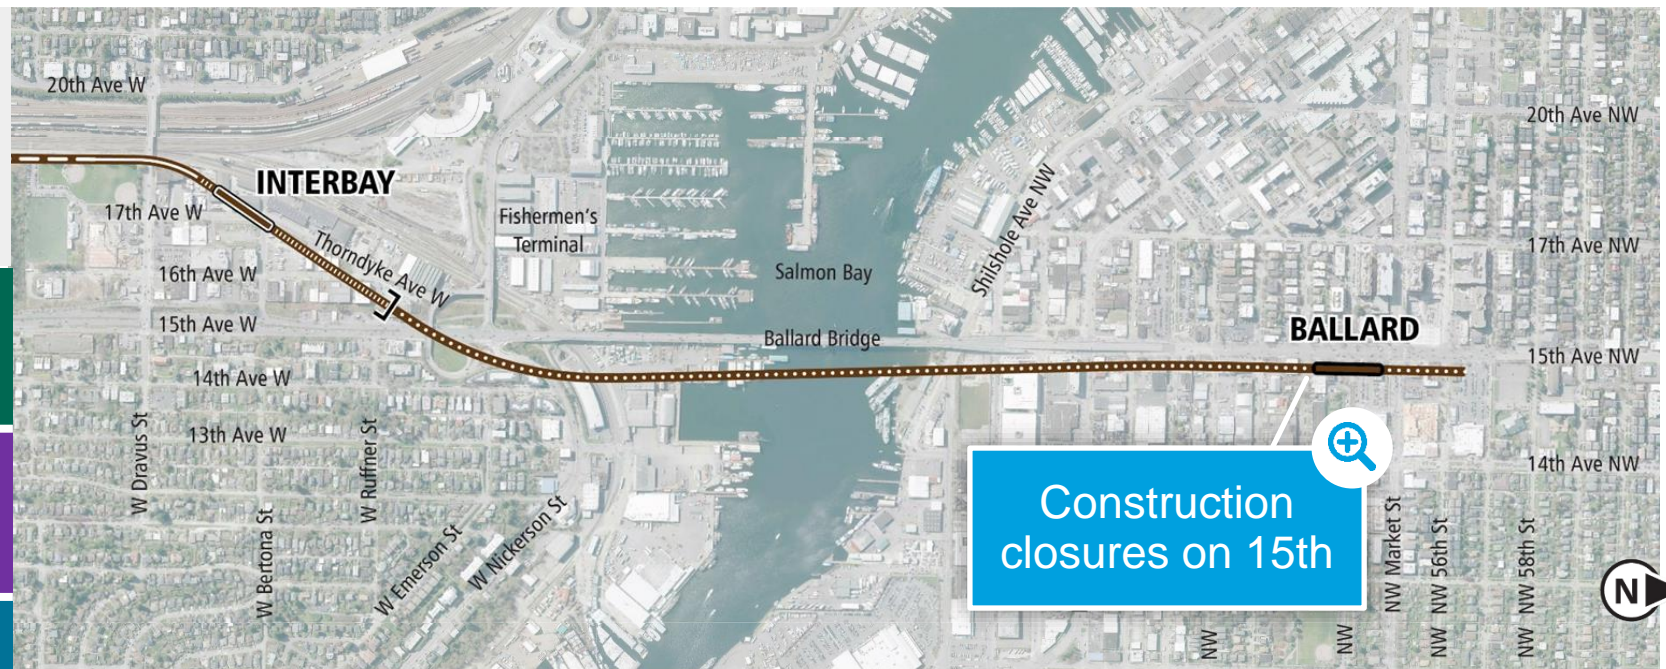 20th Ave W
20th Ave NW
INTERBAY
17th Ave W
Fishermen's
Terminal
Shilshole Ave NW
17th Ave NW
Thorndyke Ave W
16th Ave W
Salmon Bay
15th Ave W
Ballard Bridge
BALLARD
15th Ave NW
14th Ave W
13th Ave W
W Dravus St
W Ruffner St
14th Ave NW
Construction
closures on 15th
W Bertona St
W Emerson St
W Nickerson St
NW Market St
NW 56th St
NW 58th St
N
NW
NW
NW
NW